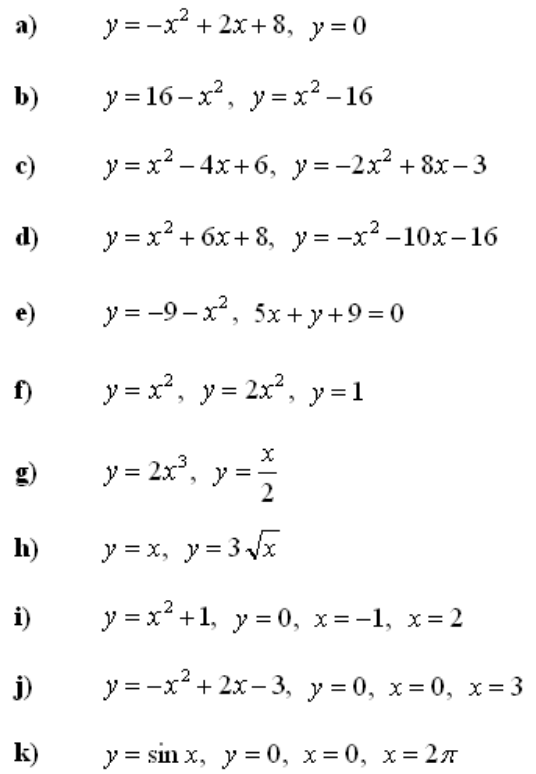 a) y = −x² + 2x + 8, y = 0
b) y = 16 − x², y = x² − 16
c) y = x² − 4x + 6, y = −2x² + 8x − 3
d) y = x² + 6x + 8, y = −x² − 10x − 16
e) y = −9 − x², 5x + y + 9 = 0
f) y = x², y = 2x², y = 1
g) y = 2x³, y = x/2
h) y = x, y = 3√x
i) y = x² + 1, y = 0, x = −1, x = 2
j) y = −x² + 2x − 3, y = 0, x = 0, x = 3
k) y = sin x, y = 0, x = 0, x = 2π